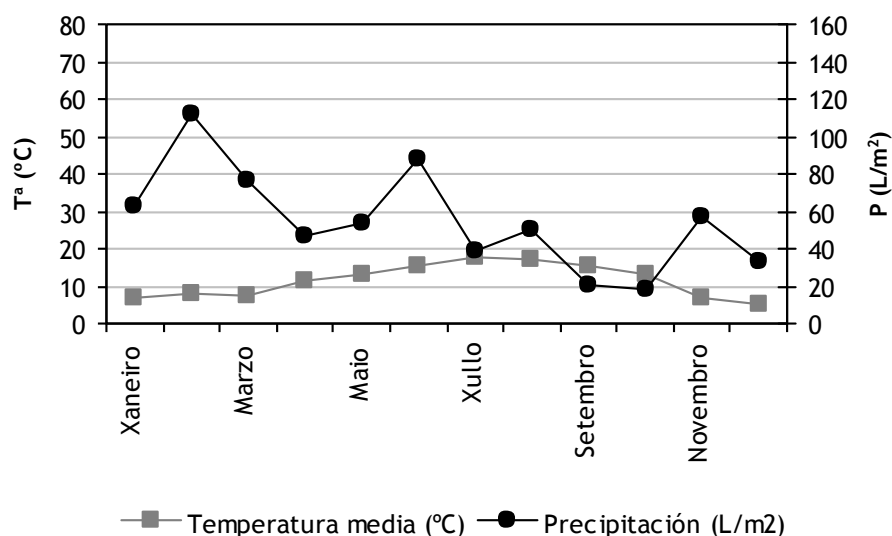 80
70
60
50
40
30
20
10
0
Tª (ºC)
160
140
120
100
80
60
40
20
0
P (L/m²)
Xaneiro
Marzo
Maio
Xullo
Setembro
Novembro
Temperatura media (ºC)
Precipitación (L/m2)